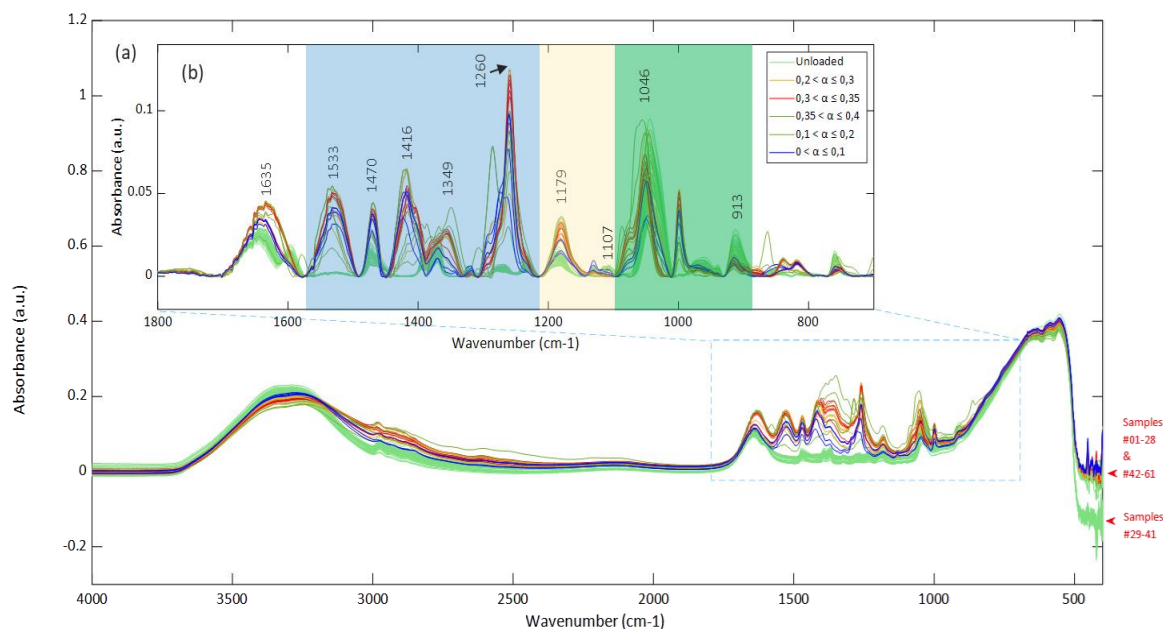 1.2
1
0.8
0.6
0.4
0.2
0
-0.2
Absorbance (a.u.)
4000
3500
3000
2500
2000
1500
1000
500
Wavenumber (cm-1)
(a)
(b)
0.1
0.05
0
Absorbance (a.u.)
1800
1600
1400
1200
1000
800
Wavenumber (cm-1)
1635
1533
1470
1416
1349
1260
1179
1107
1046
913
Unloaded
0,2 < α ≤ 0,3
0,3 < α ≤ 0,35
0,35 < α ≤ 0,4
0,1 < α ≤ 0,2
0 < α ≤ 0,1
Samples
#01-28
&
#42-61
Samples
#29-41